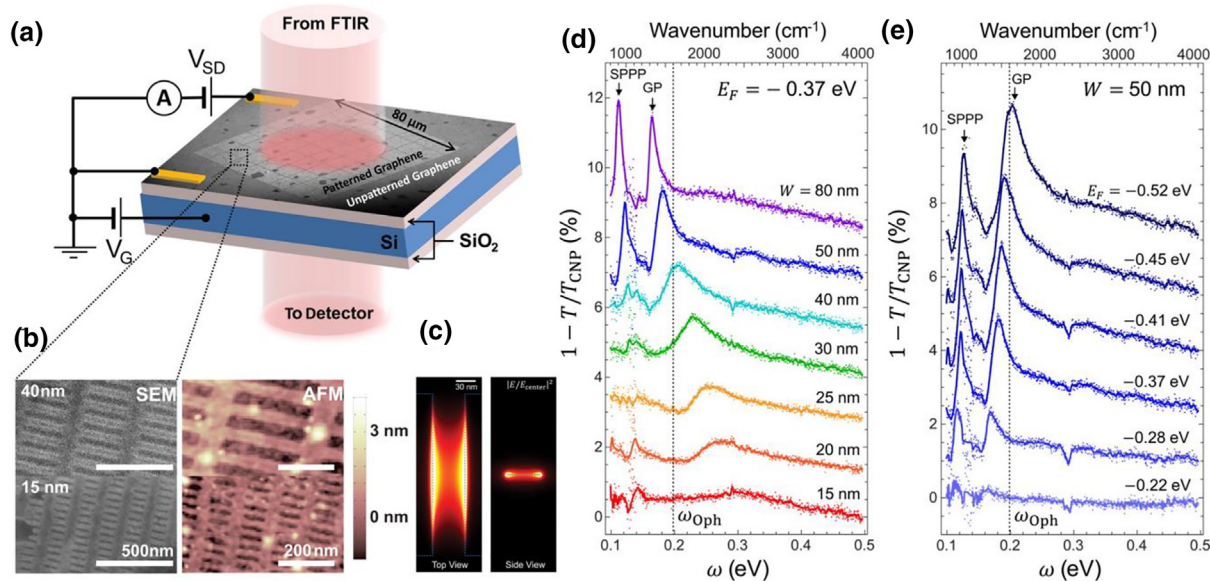 (a)
From FTIR
V_SD
A
80 µm
Patterned Graphene
Unpatterned Graphene
Si
SiO₂
V_G
To Detector
(b)
40nm
SEM
15 nm
500nm
AFM
200nm
3 nm
0 nm
(c)
30 nm
|E/E_center|²
Top View
Side View
(d)
Wavenumber (cm⁻¹)
1000 2000 3000 4000
SPPP
GP
E_F = − 0.37 eV
W = 80 nm
50 nm
40 nm
30 nm
25 nm
20 nm
15 nm
ω_Oph
1 − T/T_CNP (%)
12
10
8
6
4
2
0
0.1 0.2 0.3 0.4 0.5
ω (eV)
(e)
Wavenumber (cm⁻¹)
1000 2000 3000 4000
SPPP
GP
W = 50 nm
E_F = −0.52 eV
−0.45 eV
−0.41 eV
−0.37 eV
−0.28 eV
−0.22 eV
ω_Oph
1 − T/T_CNP (%)
10
8
6
4
2
0
0.1 0.2 0.3 0.4 0.5
ω (eV)